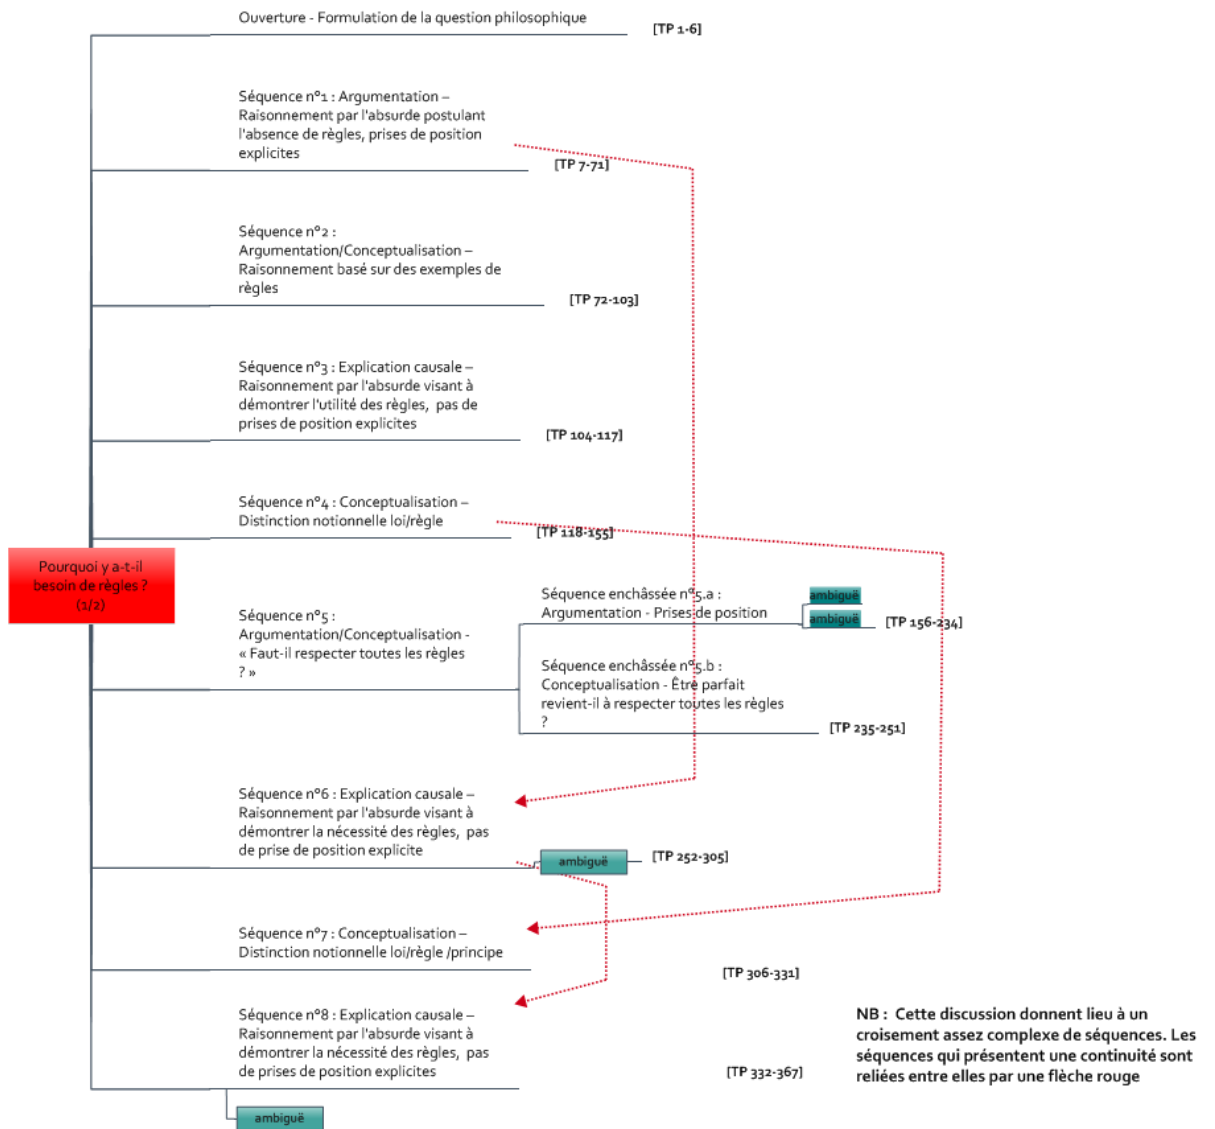 Ouverture - Formulation de la question philosophique
[TP 1-6]
Séquence n°1 : Argumentation –
Raisonnement par l'absurde postulant
l'absence de règles, prises de position
explicites
[TP 7-71]
Séquence n°2 :
Argumentation/Conceptualisation –
Raisonnement basé sur des exemples de
règles
[TP 72-103]
Séquence n°3 : Explication causale –
Raisonnement par l'absurde visant à
démontrer l'utilité des règles, pas de
prises de position explicites
[TP 104-117]
Séquence n°4 : Conceptualisation –
Distinction notionnelle loi/règle
[TP 118-155]
Pourquoi y a-t-il
besoin de règles ?
(1/2)
Séquence n°5 :
Argumentation/Conceptualisation -
« Faut-il respecter toutes les règles
? »
Séquence enchâssée n°5.a :
Argumentation - Prises de position
ambiguë
ambiguë
[TP 156-234]
Séquence enchâssée n°5.b :
Conceptualisation - Être parfait
revient-il à respecter toutes les règles
?
[TP 235-251]
Séquence n°6 : Explication causale –
Raisonnement par l'absurde visant à
démontrer la nécessité des règles, pas
de prise de position explicite
ambiguë
[TP 252-305]
Séquence n°7 : Conceptualisation –
Distinction notionnelle loi/règle /principe
[TP 306-331]
Séquence n°8 : Explication causale –
Raisonnement par l'absurde visant à
démontrer la nécessité des règles, pas
de prises de position explicites
[TP 332-367]
ambiguë
NB : Cette discussion donnent lieu à un
croisement assez complexe de séquences. Les
séquences qui présentent une continuité sont
reliées entre elles par une flèche rouge